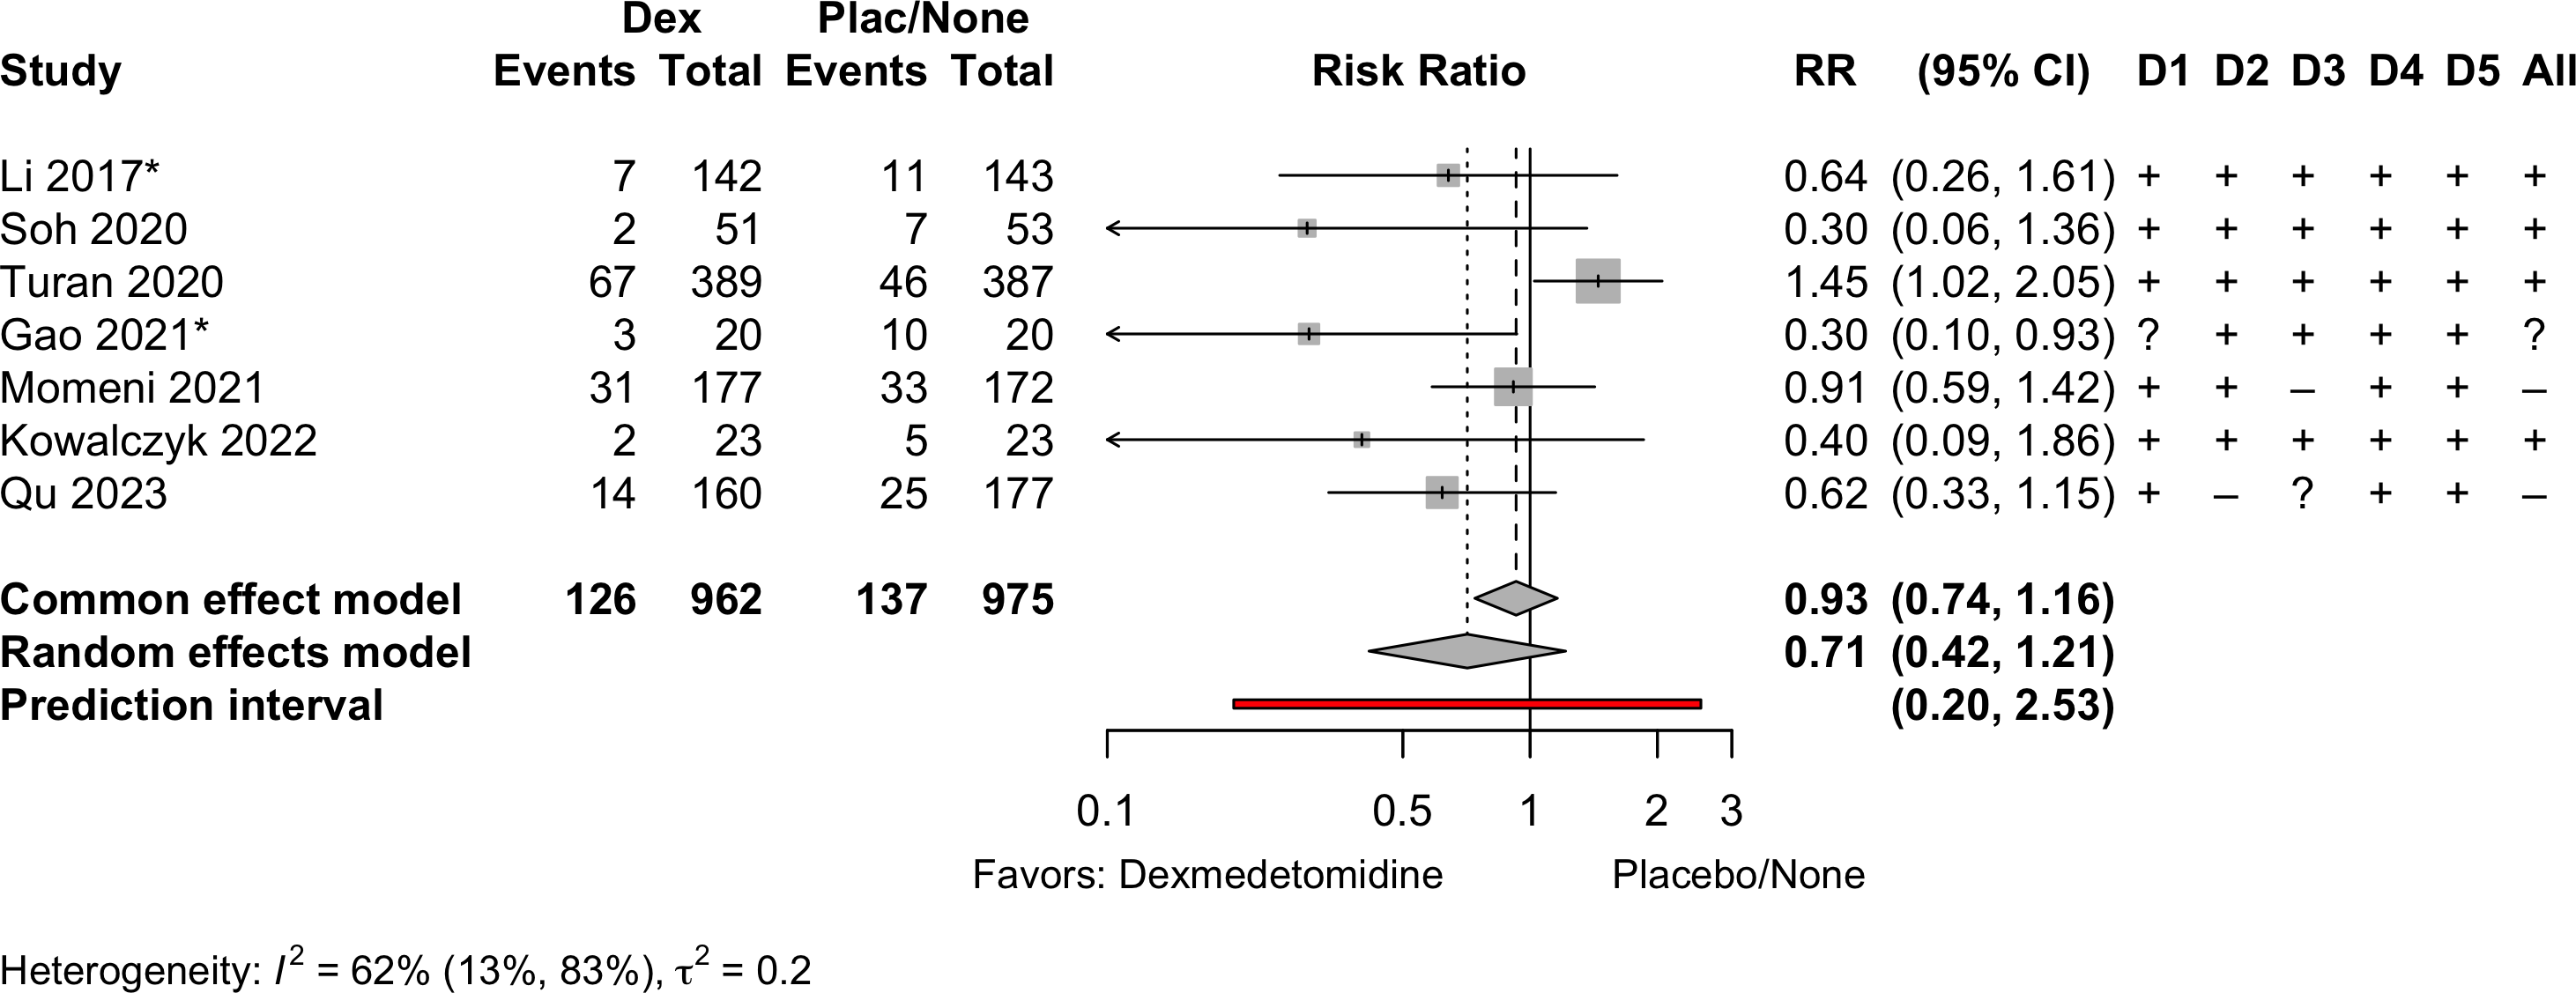 Dex Plac/None
Study Events Total Events Total Risk Ratio RR (95% CI) D1 D2 D3 D4 D5 All
Li 2017* 7 142 11 143 0.64 (0.26, 1.61) + + + + + +
Soh 2020 2 51 7 53 0.30 (0.06, 1.36) + + + + + +
Turan 2020 67 389 46 387 1.45 (1.02, 2.05) + + + + + +
Gao 2021* 3 20 10 20 0.30 (0.10, 0.93) ? + + + + ?
Momeni 2021 31 177 33 172 0.91 (0.59, 1.42) + + – + + –
Kowalczyk 2022 2 23 5 23 0.40 (0.09, 1.86) + + + + + +
Qu 2023 14 160 25 177 0.62 (0.33, 1.15) + – ? + + –
Common effect model 126 962 137 975 0.93 (0.74, 1.16)
Random effects model 0.71 (0.42, 1.21)
Prediction interval (0.20, 2.53)
0.1 0.5 1 2 3
Favors: Dexmedetomidine Placebo/None
Heterogeneity: I² = 62% (13%, 83%), τ² = 0.2